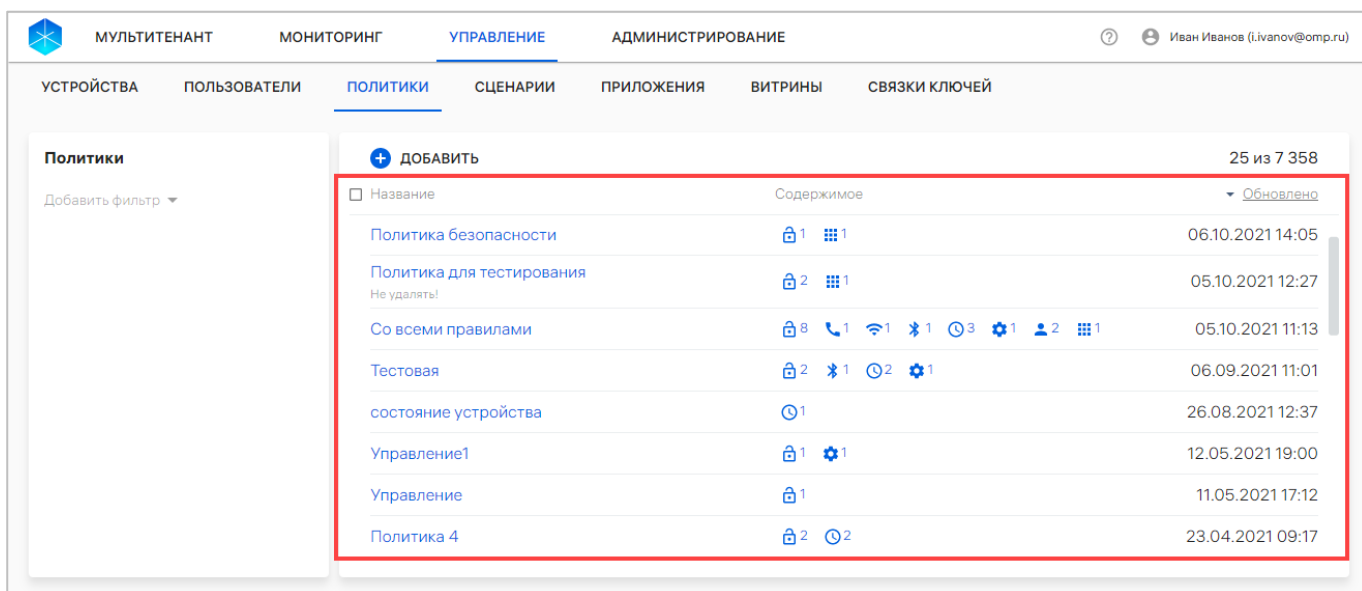 МУЛЬТИТЕНАНТ МОНИТОРИНГ УПРАВЛЕНИЕ АДМИНИСТРИРОВАНИЕ ? Иван Иванов (i.ivanov@omp.ru)
УСТРОЙСТВА ПОЛЬЗОВАТЕЛИ ПОЛИТИКИ СЦЕНАРИИ ПРИЛОЖЕНИЯ ВИТРИНЫ СВЯЗКИ КЛЮЧЕЙ
Политики
Добавить фильтр
ДОБАВИТЬ 25 из 7 358
Название Содержимое Обновлено
Политика безопасности 1 1 06.10.2021 14:05
Политика для тестирования 2 1 05.10.2021 12:27
Не удалять!
Со всеми правилами 8 1 1 1 3 1 2 1 05.10.2021 11:13
Тестовая 2 1 2 1 06.09.2021 11:01
состояние устройства 1 26.08.2021 12:37
Управление1 1 1 12.05.2021 19:00
Управление 1 11.05.2021 17:12
Политика 4 2 2 23.04.2021 09:17